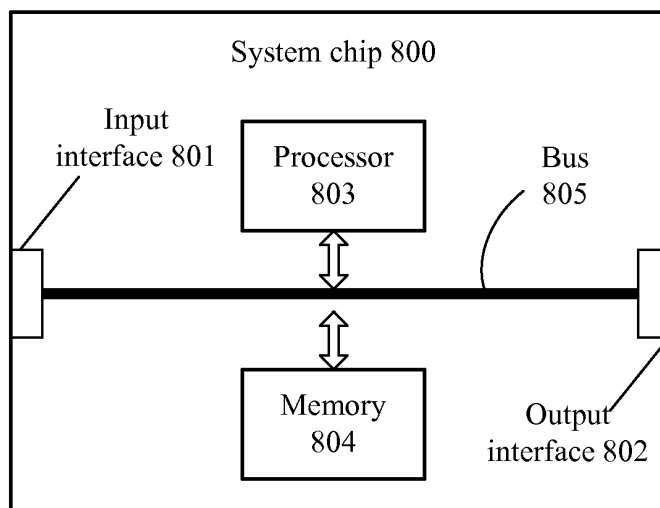 System chip 800
Input
interface 801
Processor
803
Bus
805
Memory
804
Output
interface 802